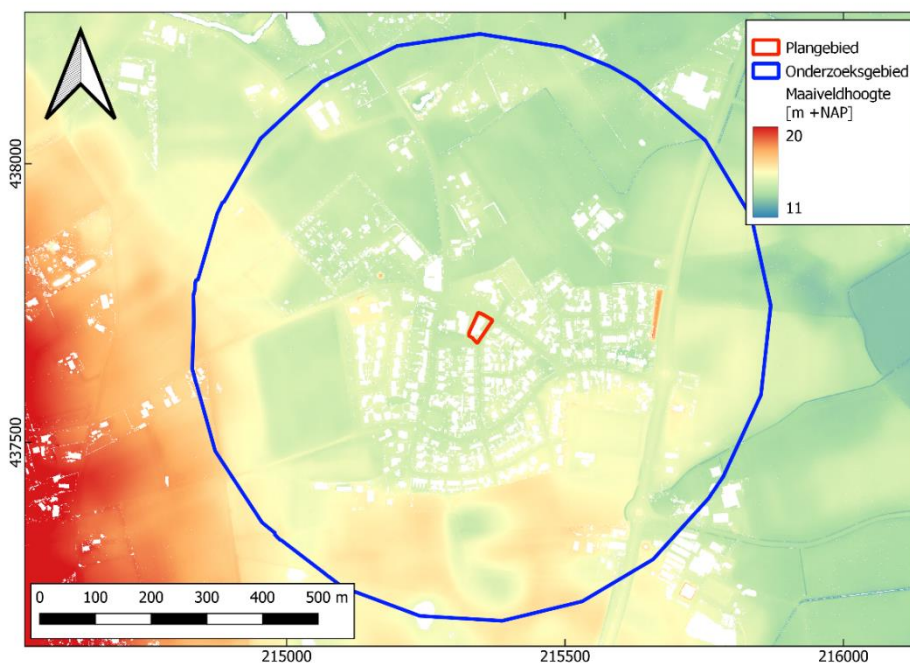 Plangebied
Onderzoeksgebied
Maaiveldhoogte
[m +NAP]
20
11
438000
437500
0 100 200 300 400 500 m
215000 215500 216000